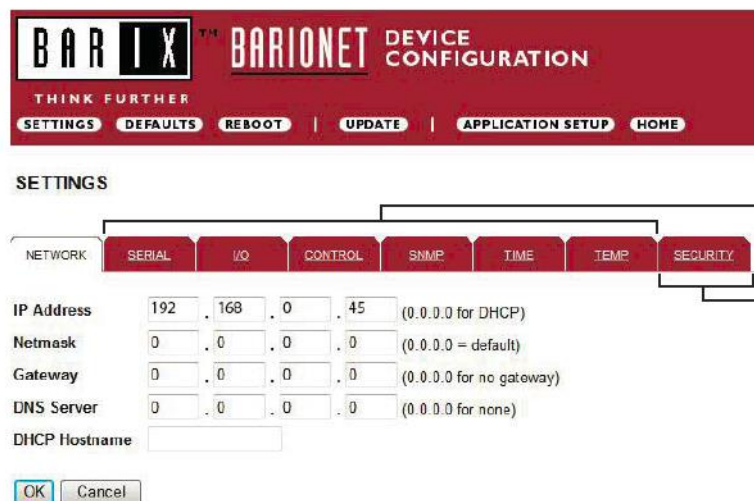 BARIX ™ BARIONET DEVICE CONFIGURATION
THINK FURTHER
SETTINGS DEFAULTS REBOOT | UPDATE | APPLICATION SETUP HOME
SETTINGS
NETWORK SERIAL I/O CONTROL SNMP TIME TEMP SECURITY
IP Address 192 . 168 . 0 . 45 (0.0.0.0 for DHCP)
Netmask 0 . 0 . 0 . 0 (0.0.0.0 = default)
Gateway 0 . 0 . 0 . 0 (0.0.0.0 for no gateway)
DNS Server 0 . 0 . 0 . 0 (0.0.0.0 for none)
DHCP Hostname
OK Cancel